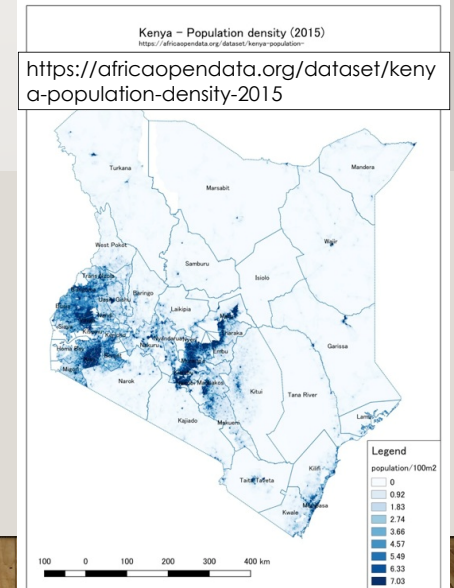 Kenya - Population density (2015)
https://africaopendata.org/dataset/kenya-population-
https://africaopendata.org/dataset/keny
a-population-density-2015
Mandera
Turkana
Marsabit
West Pokot
Wajir
Samburu
Isiolo
Baringo
Laikipia
Garissa
Embu
Narok
Kitui
Tana River
Kajiado
Makueni
Lamu
Kilifi
Taita Taveta
Mombasa
Kwale
Legend
population/100m2
0
0.92
1.83
2.74
3.66
4.57
5.49
6.33
7.03
100 0 100 200 300 400 km